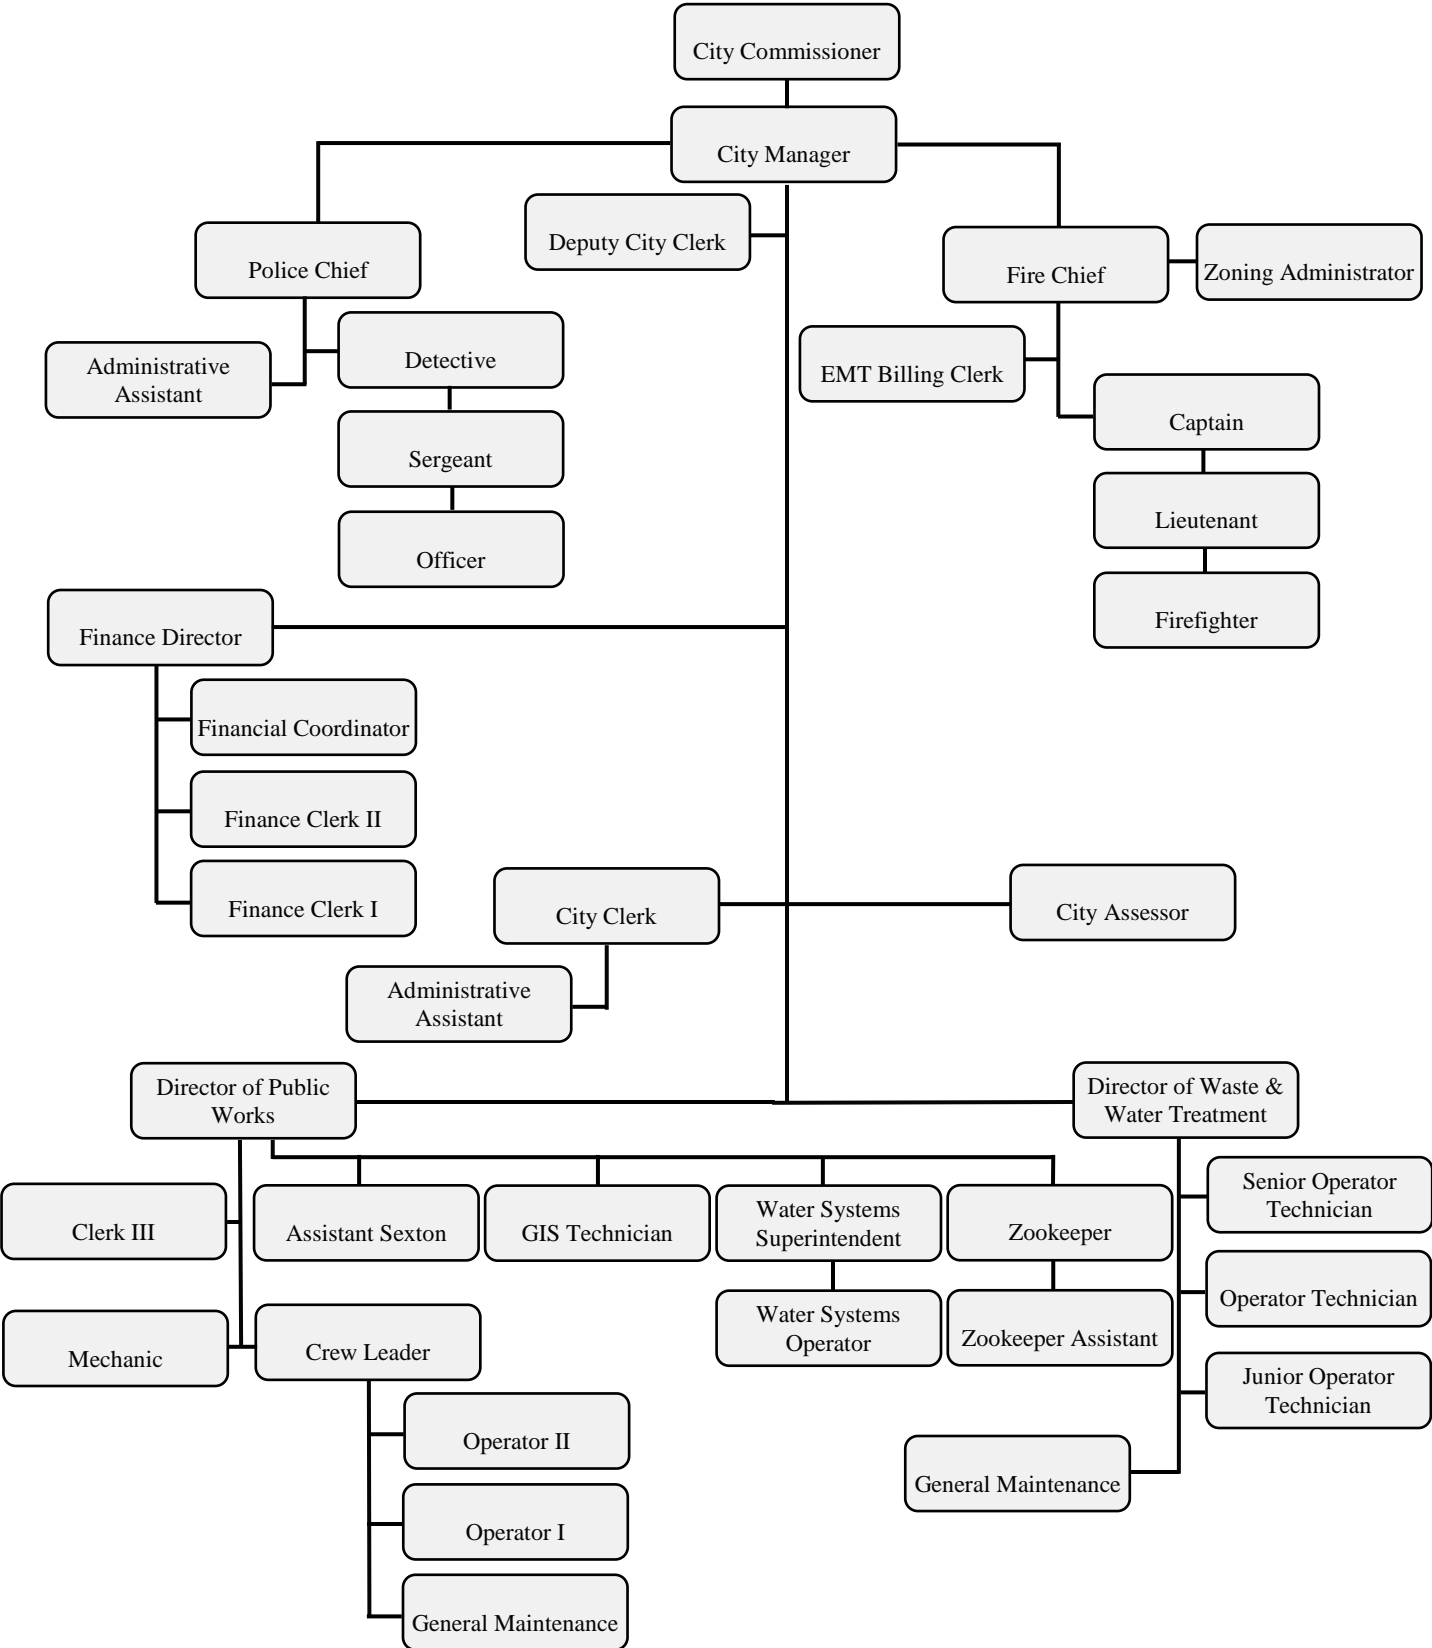 City Commissioner
City Manager
Deputy City Clerk
Police Chief
Fire Chief
Zoning Administrator
Administrative
Assistant
Detective
EMT Billing Clerk
Captain
Sergeant
Lieutenant
Officer
Firefighter
Finance Director
Financial Coordinator
Finance Clerk II
Finance Clerk I
City Clerk
City Assessor
Administrative
Assistant
Director of Public
Works
Director of Waste &
Water Treatment
Clerk III
Assistant Sexton
GIS Technician
Water Systems
Superintendent
Zookeeper
Senior Operator
Technician
Mechanic
Crew Leader
Water Systems
Operator
Zookeeper Assistant
Operator Technician
Junior Operator
Technician
Operator II
General Maintenance
Operator I
General Maintenance